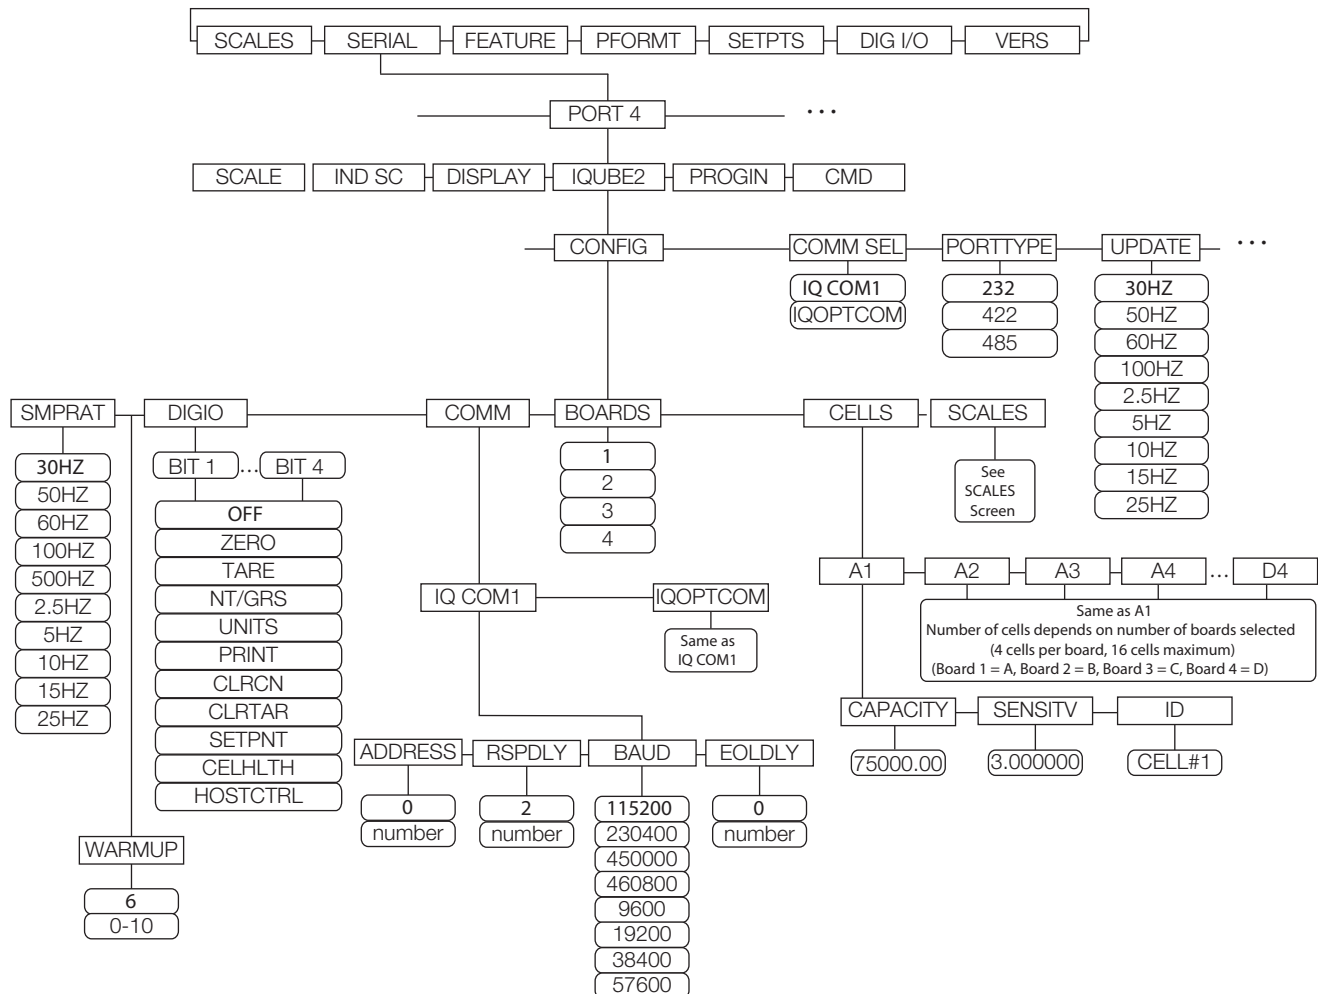 SCALES SERIAL FEATURE PFORMT SETPTS DIG I/O VERS
PORT 4 ...
SCALE IND SC DISPLAY IQUBE2 PROGIN CMD
CONFIG COMM SEL PORTTYPE UPDATE ...
IQ COM1
IQOPTCOM
232
422
485
30HZ
50HZ
60HZ
100HZ
2.5HZ
5HZ
10HZ
15HZ
25HZ
SMPRAT DIGIO COMM BOARDS CELLS SCALES
30HZ
50HZ
60HZ
100HZ
500HZ
2.5HZ
5HZ
10HZ
15HZ
25HZ
BIT 1 ... BIT 4
OFF
ZERO
TARE
NT/GRS
UNITS
PRINT
CLRCN
CLRTAR
SETPNT
CELHLTH
HOSTCTRL
1
2
3
4
See
SCALES
Screen
A1 A2 A3 A4 ... D4
Same as A1
Number of cells depends on number of boards selected
(4 cells per board, 16 cells maximum)
(Board 1 = A, Board 2 = B, Board 3 = C, Board 4 = D)
IQ COM1 IQOPTCOM
Same as
IQ COM1
CAPACITY SENSITV ID
75000.00 3.000000 CELL#1
ADDRESS RSPDLY BAUD EOLDLY
0
number
2
number
115200
230400
450000
460800
9600
19200
38400
57600
0
number
WARMUP
6
0-10